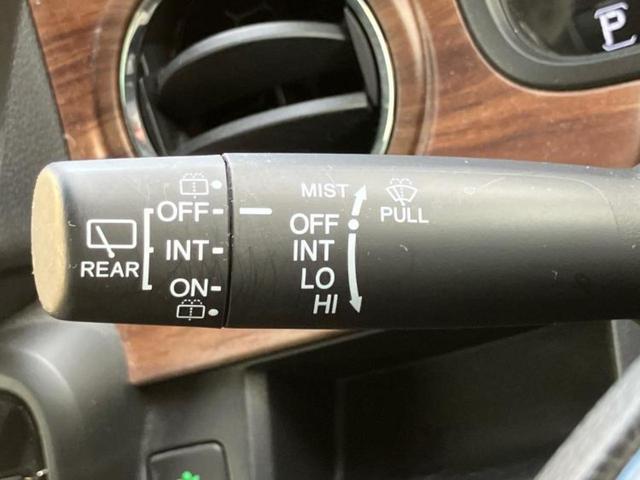 P
MIST
PULL
OFF
OFF
INT
INT
REAR
LO
ON
HI